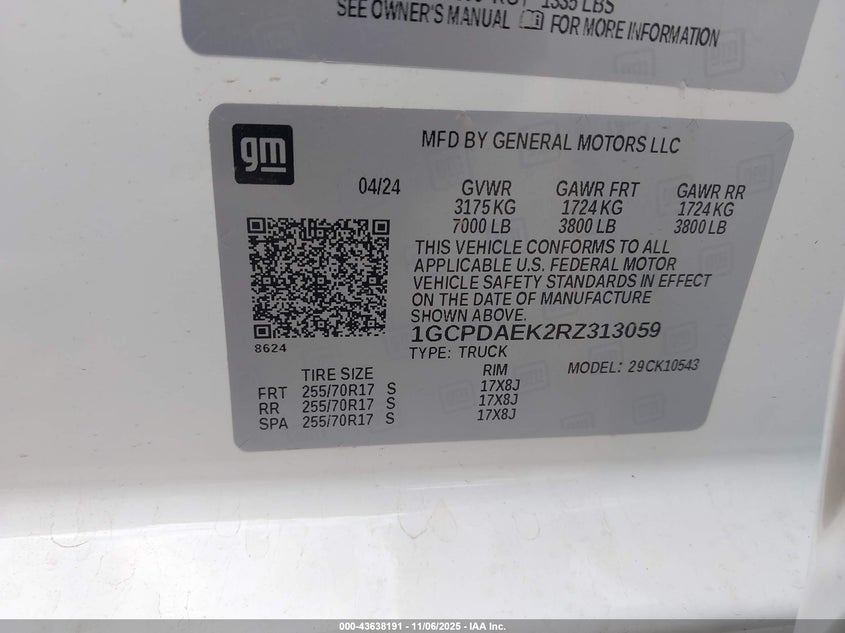 1335 LBS
SEE OWNER'S MANUAL FOR MORE INFORMATION
gm
MFD BY GENERAL MOTORS LLC
04/24 GVWR GAWR FRT GAWR RR
3175 KG 1724 KG 1724 KG
7000 LB 3800 LB 3800 LB
THIS VEHICLE CONFORMS TO ALL
APPLICABLE U.S. FEDERAL MOTOR
VEHICLE SAFETY STANDARDS IN EFFECT
ON THE DATE OF MANUFACTURE
SHOWN ABOVE.
8624
1GCPDAEK2RZ313059
TYPE: TRUCK
TIRE SIZE RIM MODEL: 29CK10543
FRT 255/70R17 S 17X8J
RR 255/70R17 S 17X8J
SPA 255/70R17 S 17X8J
000-43638191 - 11/06/2025 - IAA Inc.